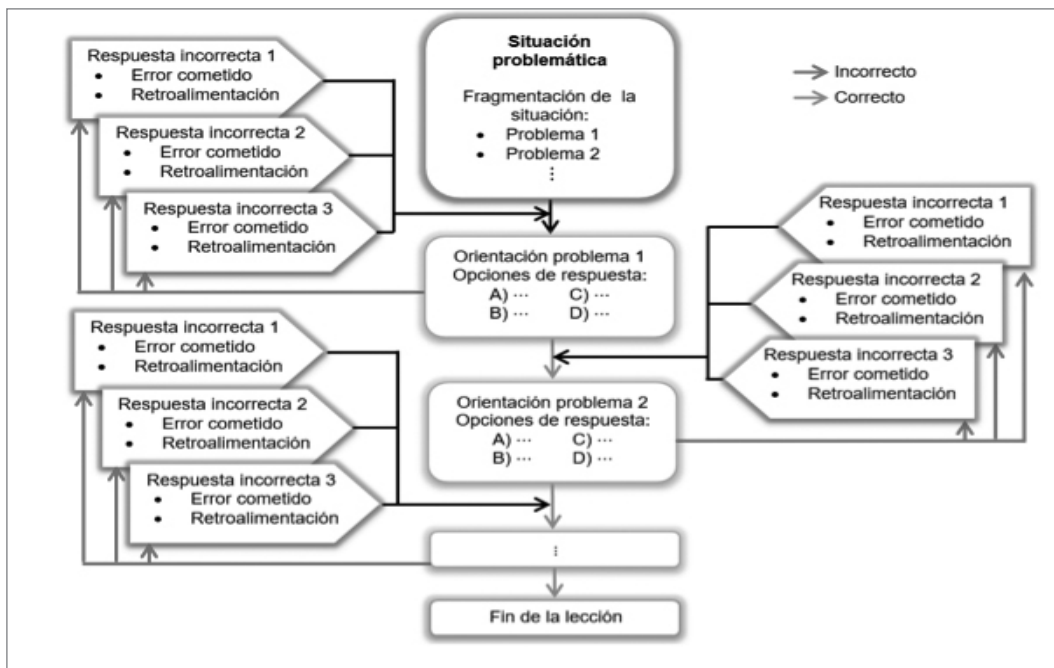 Situación
problemática
Fragmentación de la
situación:
• Problema 1
• Problema 2
⋮
Incorrecto
Correcto
Respuesta incorrecta 1
• Error cometido
• Retroalimentación
Respuesta incorrecta 2
• Error cometido
• Retroalimentación
Respuesta incorrecta 3
• Error cometido
• Retroalimentación
Orientación problema 1
Opciones de respuesta:
A) ··· C) ···
B) ··· D) ···
Respuesta incorrecta 1
• Error cometido
• Retroalimentación
Respuesta incorrecta 2
• Error cometido
• Retroalimentación
Respuesta incorrecta 3
• Error cometido
• Retroalimentación
Orientación problema 2
Opciones de respuesta:
A) ··· C) ···
B) ··· D) ···
Respuesta incorrecta 1
• Error cometido
• Retroalimentación
Respuesta incorrecta 2
• Error cometido
• Retroalimentación
Respuesta incorrecta 3
• Error cometido
• Retroalimentación
⋮
Fin de la lección